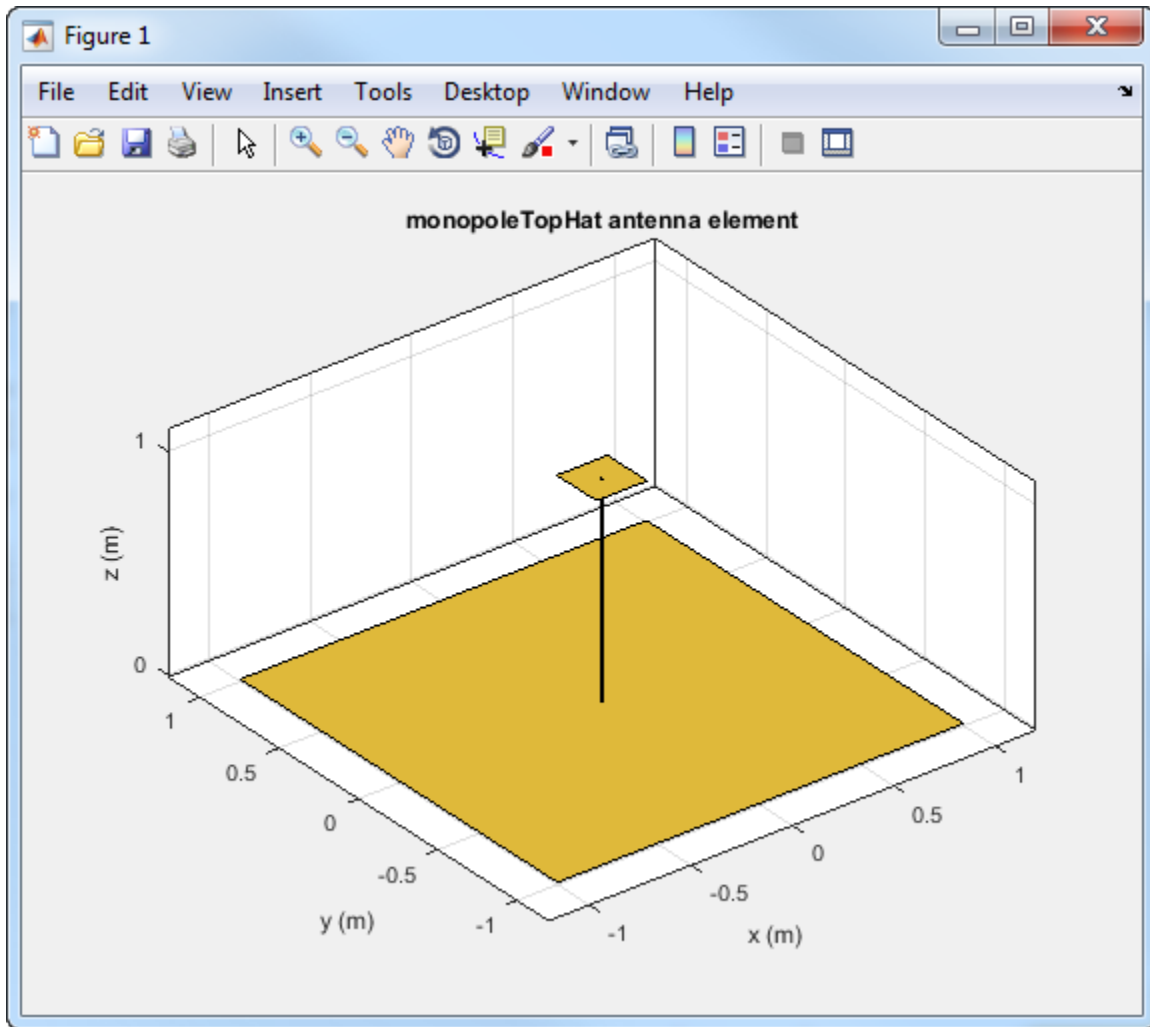 Figure 1
File Edit View Insert Tools Desktop Window Help
monopoleTopHat antenna element
1
z (m)
0
1
0.5
0
-0.5
-1
y (m)
1
0.5
0
-0.5
-1
x (m)